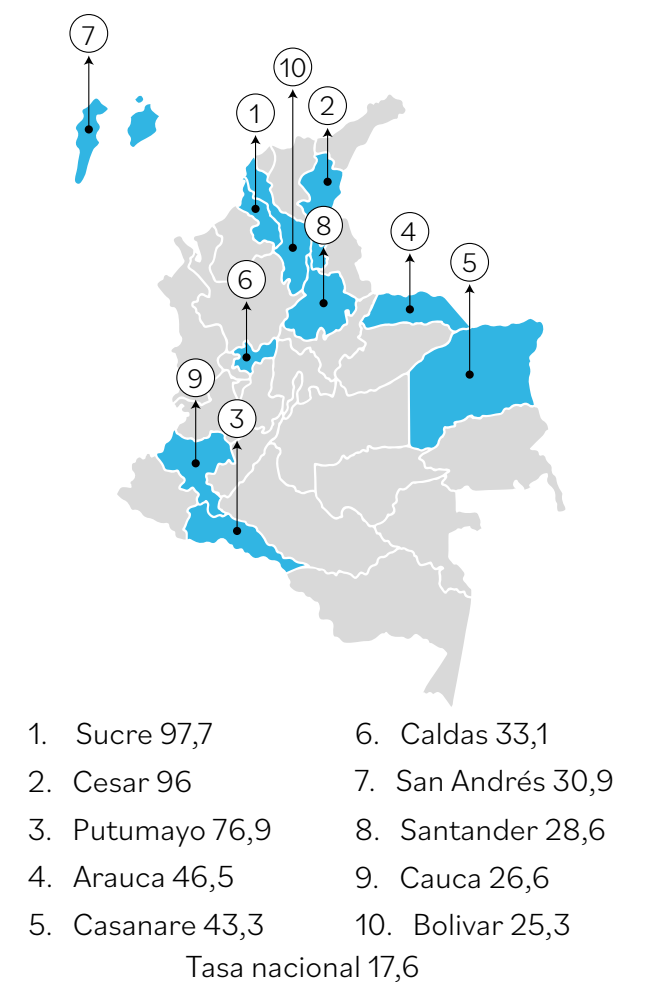 7
10
1
2
8
4
5
6
9
3
1. Sucre 97,7
2. Cesar 96
3. Putumayo 76,9
4. Arauca 46,5
5. Casanare 43,3
6. Caldas 33,1
7. San Andrés 30,9
8. Santander 28,6
9. Cauca 26,6
10. Bolivar 25,3
Tasa nacional 17,6